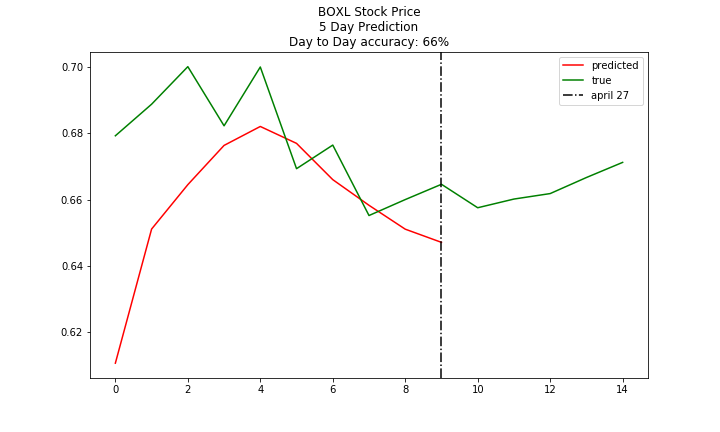 BOXL Stock Price
5 Day Prediction
Day to Day accuracy: 66%
predicted
true
april 27
0.70
0.68
0.66
0.64
0.62
0 2 4 6 8 10 12 14